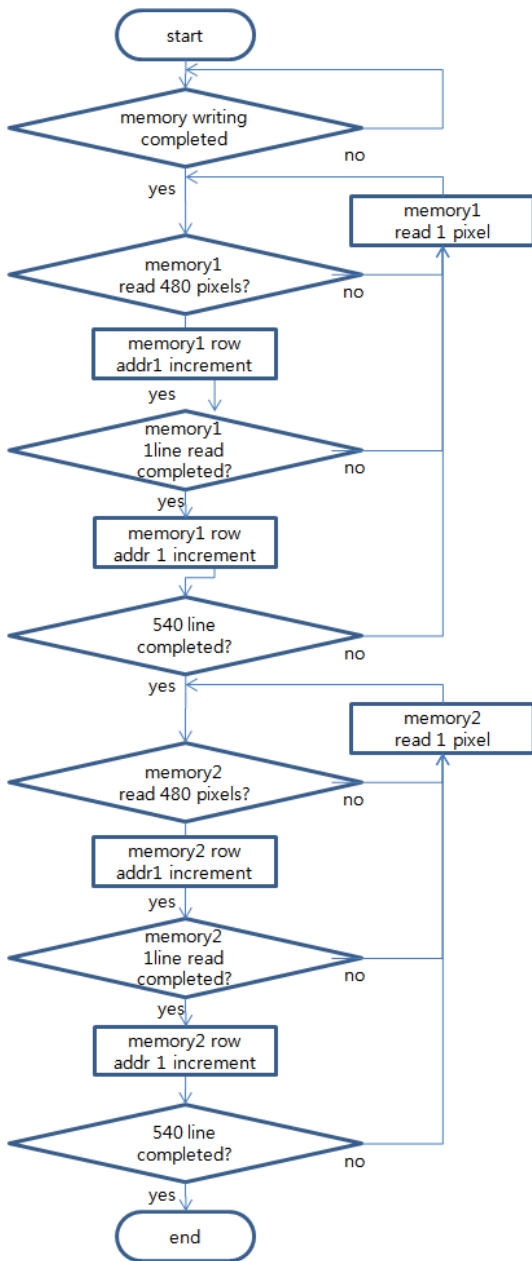 start
memory writing
completed
no
yes
memory1
read 1 pixel
memory1
read 480 pixels?
no
memory1 row
addr1 increment
yes
memory1
1line read
completed?
no
yes
memory1 row
addr 1 increment
540 line
completed?
no
yes
memory2
read 1 pixel
memory2
read 480 pixels?
no
memory2 row
addr1 increment
yes
memory2
1line read
completed?
no
yes
memory2 row
addr 1 increment
540 line
completed?
no
yes
end